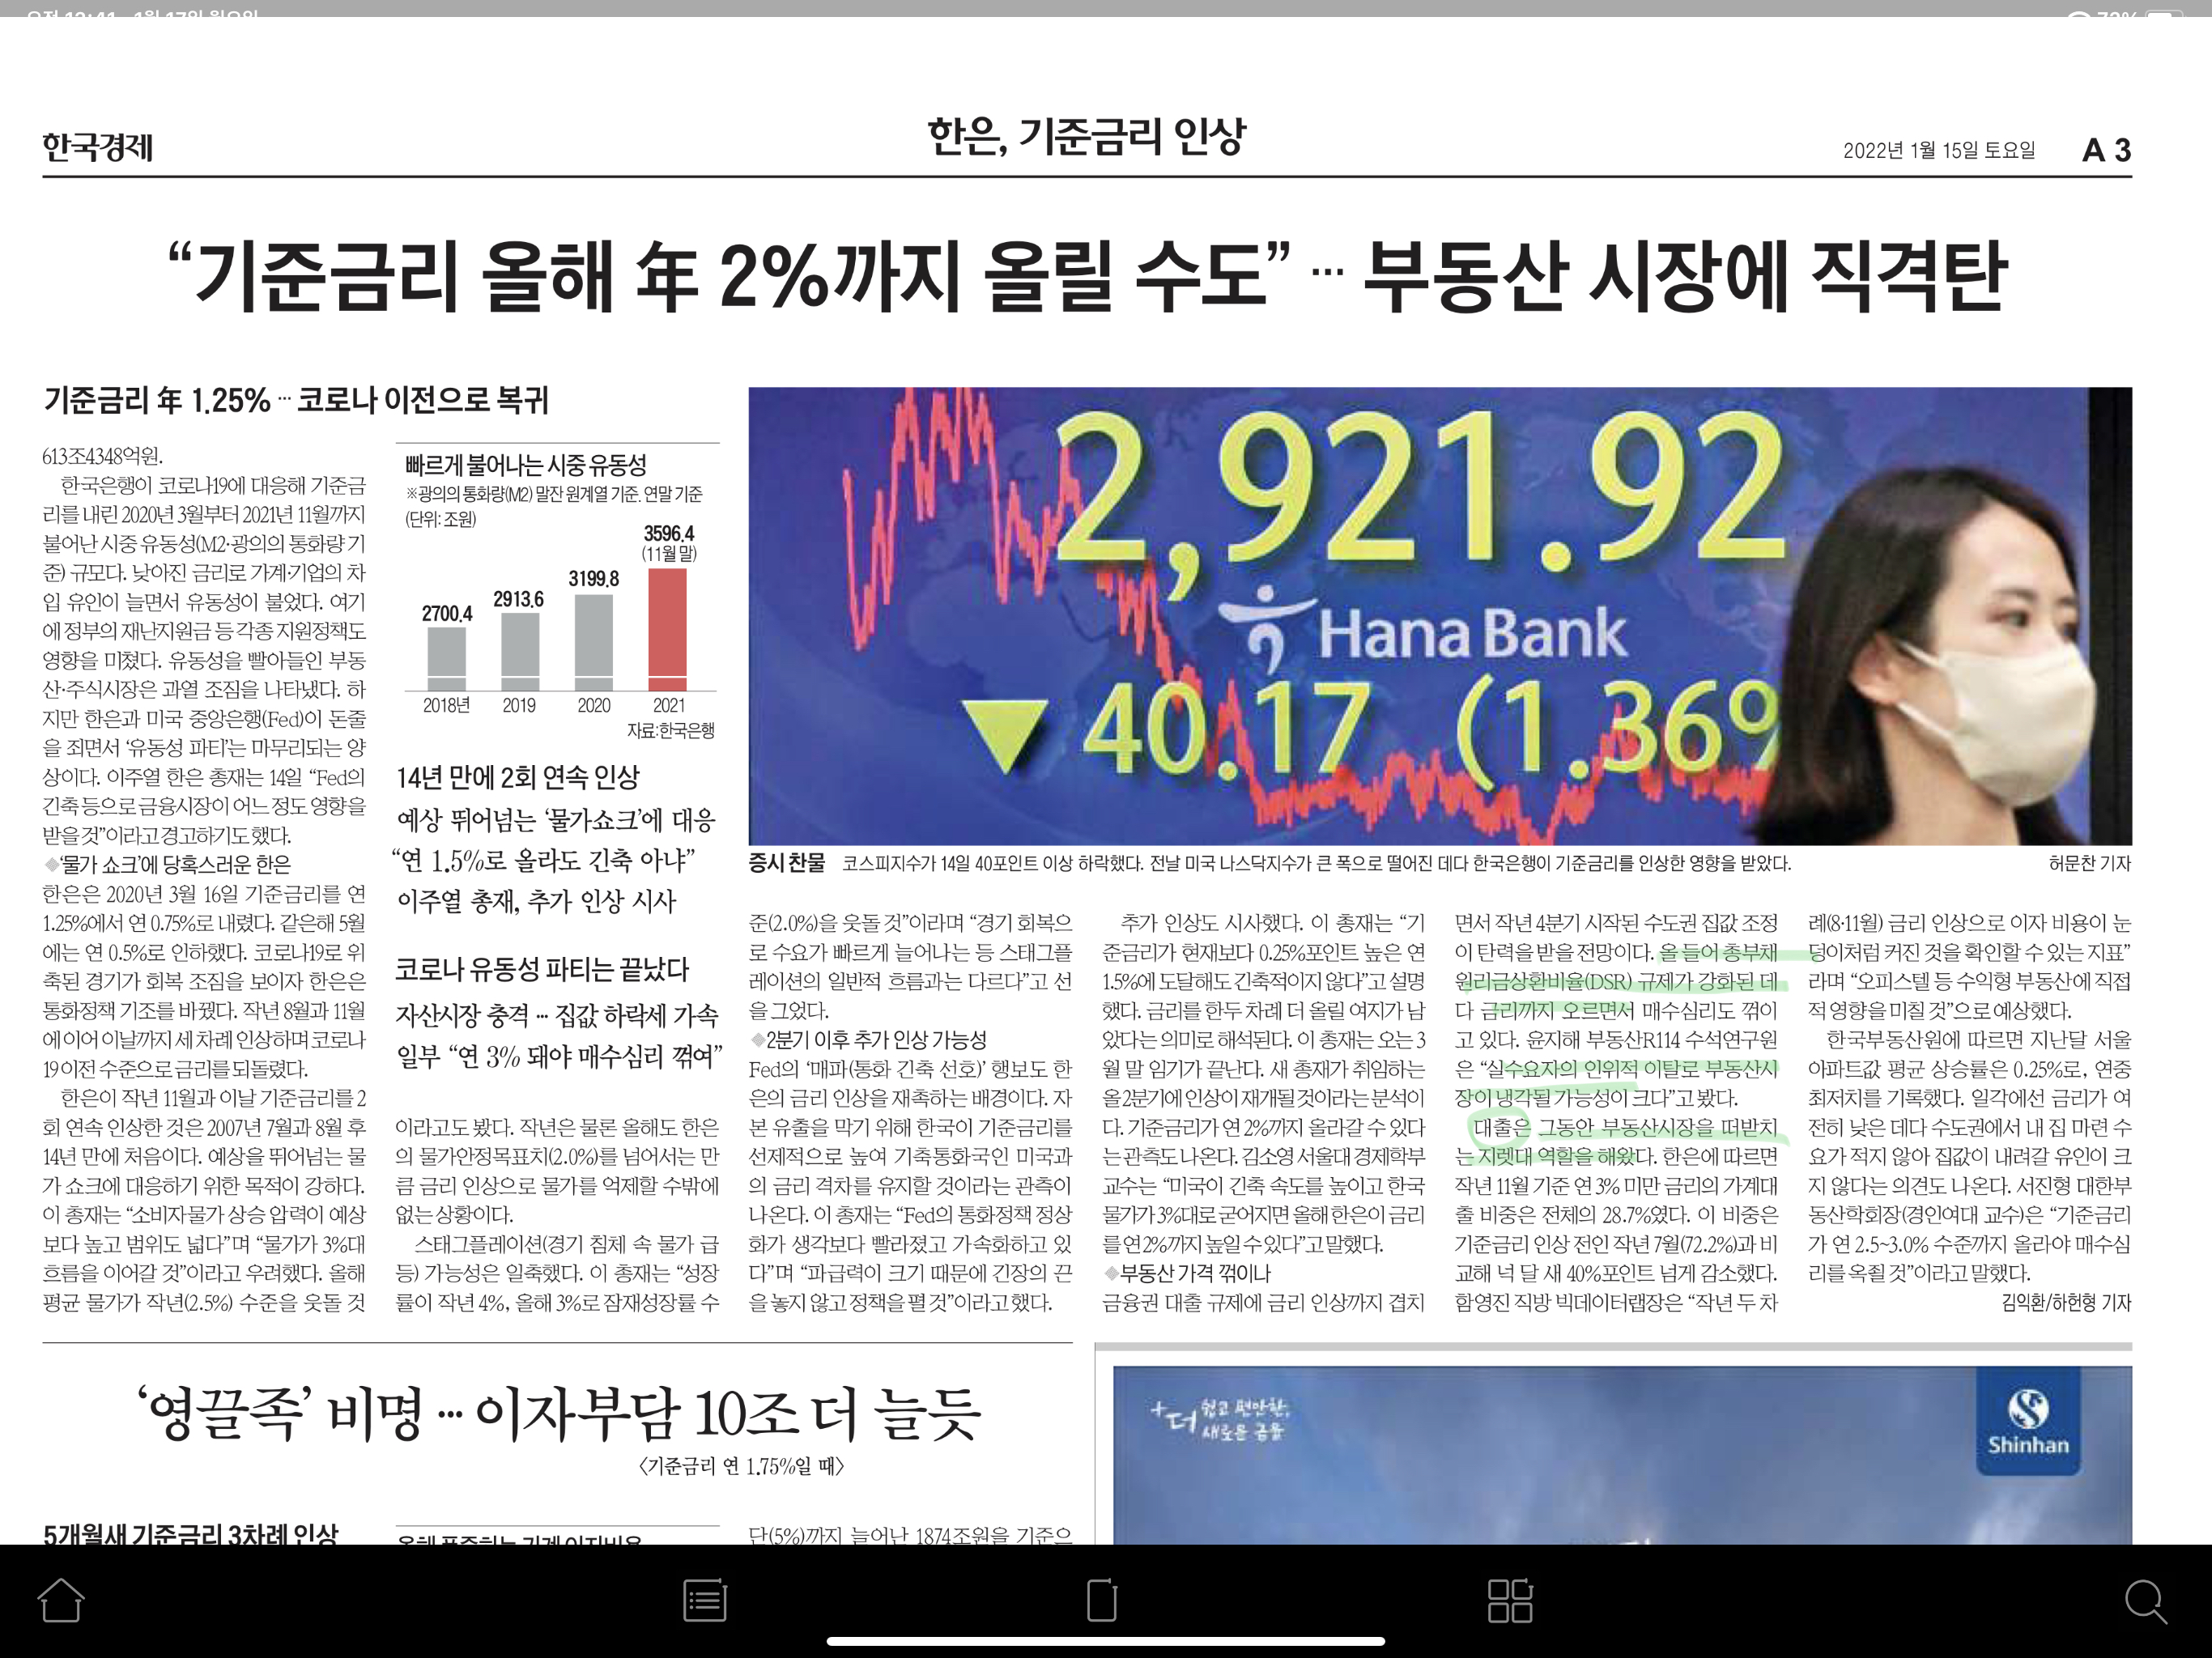 한국경제
한은, 기준금리 인상
2022년 1월 15일 토요일
A 3
“기준금리 올해 年 2%까지 올릴 수도” … 부동산 시장에 직격탄
기준금리 年 1.25% … 코로나 이전으로 복귀
613조4348억원.
한국은행이 코로나19에 대응해 기준금
리를 내린 2020년 3월부터 2021년 11월까지
불어난 시중 유동성(M2·광의의 통화량 기
준) 규모다. 낮아진 금리로 가계·기업의 차
입 유인이 늘면서 유동성이 불었다. 여기
에 정부의 재난지원금 등 각종 지원정책도
영향을 미쳤다. 유동성을 빨아들인 부동
산·주식시장은 과열 조짐을 나타냈다. 하
지만 한은과 미국 중앙은행(Fed)이 돈줄
을 죄면서 ‘유동성 파티’는 마무리되는 양
상이다. 이주열 한은 총재는 14일 “Fed의
긴축 등으로 금융시장이 어느 정도 영향을
받을 것”이라고 경고하기도 했다.
◈‘물가 쇼크’에 당혹스러운 한은
한은은 2020년 3월 16일 기준금리를 연
1.25%에서 연 0.75%로 내렸다. 같은해 5월
에는 연 0.5%로 인하했다. 코로나19로 위
축된 경기가 회복 조짐을 보이자 한은은
통화정책 기조를 바꿨다. 작년 8월과 11월
에 이어 이날까지 세 차례 인상하며 코로나
19 이전 수준으로 금리를 되돌렸다.
한은이 작년 11월과 이날 기준금리를 2
회 연속 인상한 것은 2007년 7월과 8월 후
14년 만에 처음이다. 예상을 뛰어넘는 물
가 쇼크에 대응하기 위한 목적이 강하다.
이 총재는 “소비자물가 상승 압력이 예상
보다 높고 범위도 넓다”며 “물가가 3%대
흐름을 이어갈 것”이라고 우려했다. 올해
평균 물가가 작년(2.5%) 수준을 웃돌 것
빠르게 불어나는 시중 유동성
※광의의 통화량(M2) 말잔 원계열 기준. 연말 기준
(단위: 조원)
3596.4
(11월 말)
3199.8
2913.6
2700.4
2018년 2019 2020 2021
자료:한국은행
14년 만에 2회 연속 인상
예상 뛰어넘는 ‘물가쇼크’에 대응
“연 1.5%로 올라도 긴축 아냐”
이주열 총재, 추가 인상 시사
코로나 유동성 파티는 끝났다
자산시장 충격 … 집값 하락세 가속
일부 “연 3% 돼야 매수심리 꺾여”
이라고도 봤다. 작년은 물론 올해도 한은
의 물가안정목표치(2.0%)를 넘어서는 만
큼 금리 인상으로 물가를 억제할 수밖에
없는 상황이다.
스태그플레이션(경기 침체 속 물가 급
등) 가능성은 일축했다. 이 총재는 “성장
률이 작년 4%, 올해 3%로 잠재성장률 수
2,921.92
Hana Bank
▼ 40.17 (1.36%
증시 찬물 코스피지수가 14일 40포인트 이상 하락했다. 전날 미국 나스닥지수가 큰 폭으로 떨어진 데다 한국은행이 기준금리를 인상한 영향을 받았다.
허문찬 기자
준(2.0%)을 웃돌 것”이라며 “경기 회복으
로 수요가 빠르게 늘어나는 등 스태그플
레이션의 일반적 흐름과는 다르다”고 선
을 그었다.
◈2분기 이후 추가 인상 가능성
Fed의 ‘매파(통화 긴축 선호)’ 행보도 한
은의 금리 인상을 재촉하는 배경이다. 자
본 유출을 막기 위해 한국이 기준금리를
선제적으로 높여 기축통화국인 미국과
의 금리 격차를 유지할 것이라는 관측이
나온다. 이 총재는 “Fed의 통화정책 정상
화가 생각보다 빨라졌고 가속화하고 있
다”며 “파급력이 크기 때문에 긴장의 끈
을 놓지 않고 정책을 펼 것”이라고 했다.
추가 인상도 시사했다. 이 총재는 “기
준금리가 현재보다 0.25%포인트 높은 연
1.5%에 도달해도 긴축적이지 않다”고 설명
했다. 금리를 한두 차례 더 올릴 여지가 남
았다는 의미로 해석된다. 이 총재는 오는 3
월 말 임기가 끝난다. 새 총재가 취임하는
올 2분기에 인상이 재개될 것이라는 분석이
다. 기준금리가 연 2%까지 올라갈 수 있다
는 관측도 나온다. 김소영 서울대 경제학부
교수는 “미국이 긴축 속도를 높이고 한국
물가가 3%대로 굳어지면 올해 한은이 금리
를 연 2%까지 높일 수 있다”고 말했다.
◈부동산 가격 꺾이나
금융권 대출 규제에 금리 인상까지 겹치
면서 작년 4분기 시작된 수도권 집값 조정
이 탄력을 받을 전망이다. 올 들어 총부채
원리금상환비율(DSR) 규제가 강화된 데
다 금리까지 오르면서 매수심리도 꺾이
고 있다. 윤지해 부동산R114 수석연구원
은 “실수요자의 인위적 이탈로 부동산시
장이 냉각될 가능성이 크다”고 봤다.
대출은 그동안 부동산시장을 떠받치
는 지렛대 역할을 해왔다. 한은에 따르면
작년 11월 기준 연 3% 미만 금리의 가계대
출 비중은 전체의 28.7%였다. 이 비중은
기준금리 인상 전인 작년 7월(72.2%)과 비
교해 넉 달 새 40%포인트 넘게 감소했다.
함영진 직방 빅데이터랩장은 “작년 두 차
례(8·11월) 금리 인상으로 이자 비용이 눈
덩이처럼 커진 것을 확인할 수 있는 지표”
라며 “오피스텔 등 수익형 부동산에 직접
적 영향을 미칠 것”으로 예상했다.
한국부동산원에 따르면 지난달 서울
아파트값 평균 상승률은 0.25%로, 연중
최저치를 기록했다. 일각에선 금리가 여
전히 낮은 데다 수도권에서 내 집 마련 수
요가 적지 않아 집값이 내려갈 유인이 크
지 않다는 의견도 나온다. 서진형 대한부
동산학회장(경인여대 교수)은 “기준금리
가 연 2.5~3.0% 수준까지 올라야 매수심
리를 옥죌 것”이라고 말했다.
김익환/하헌형 기자
‘영끌족’ 비명 … 이자부담 10조 더 늘듯
〈기준금리 연 1.75%일 때〉
5개월새 기준금리 3차례 인상
단(5%)까지 늘어난 1874조원을 기준으
+더 쉽고 편안한,
새로운 금융
Shinhan